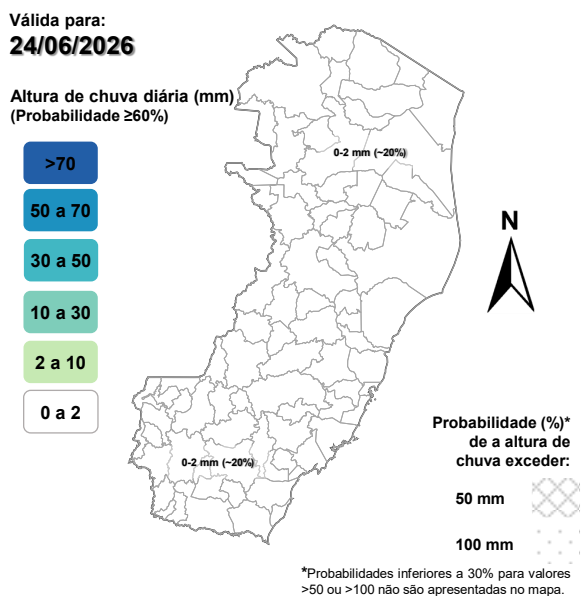 Válida para:
24/06/2026
Altura de chuva diária (mm)
(Probabilidade ≥60%)
>70
50 a 70
30 a 50
10 a 30
2 a 10
0 a 2
0-2 mm (~20%)
N
0-2 mm (~20%)
Probabilidade (%)*
de a altura de
chuva exceder:
50 mm
100 mm
*Probabilidades inferiores a 30% para valores
>50 ou >100 não são apresentadas no mapa.